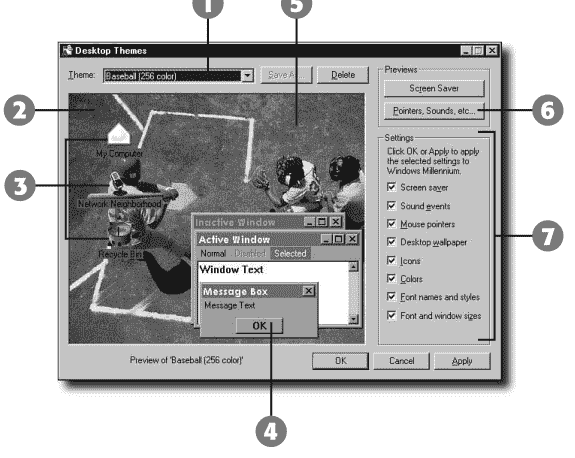 1
5
Desktop Themes
Theme:
Baseball (256 color)
Save As...
Delete
Previews
Screen Saver
Pointers, Sounds, etc...
2
6
My Computer
Settings
Click OK or Apply to apply
the selected settings to
Windows Millennium.
Screen saver
3
Network Neighborhood
Sound events
Inactive Window
Mouse pointers
Active Window
7
Desktop wallpaper
Normal Disabled Selected
Recycle Bin
Icons
Window Text
Colors
Message Box
Font names and styles
Message Text
Font and window sizes
OK
Preview of 'Baseball (256 color)'
OK
Cancel
Apply
4